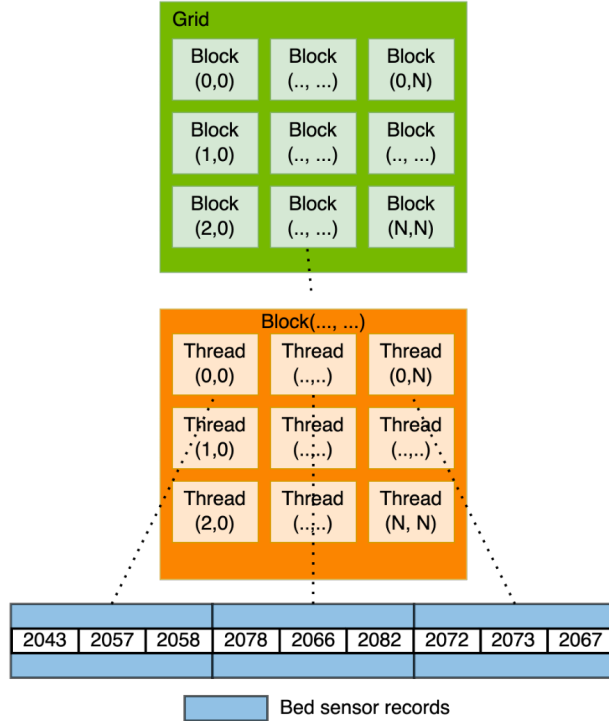 Grid
Block Block Block
(0,0) (.., ...) (0,N)
Block Block Block
(1,0) (.., ...) (.., ...)
Block Block Block
(2,0) (.., ...) (N,N)
Block(..., ...)
Thread Thread Thread
(0,0) (..,..) (0,N)
Thread Thread Thread
(1,0) (..,..) (..,..)
Thread Thread Thread
(2,0) (..,..) (N, N)
2043 2057 2058 2078 2066 2082 2072 2073 2067
Bed sensor records